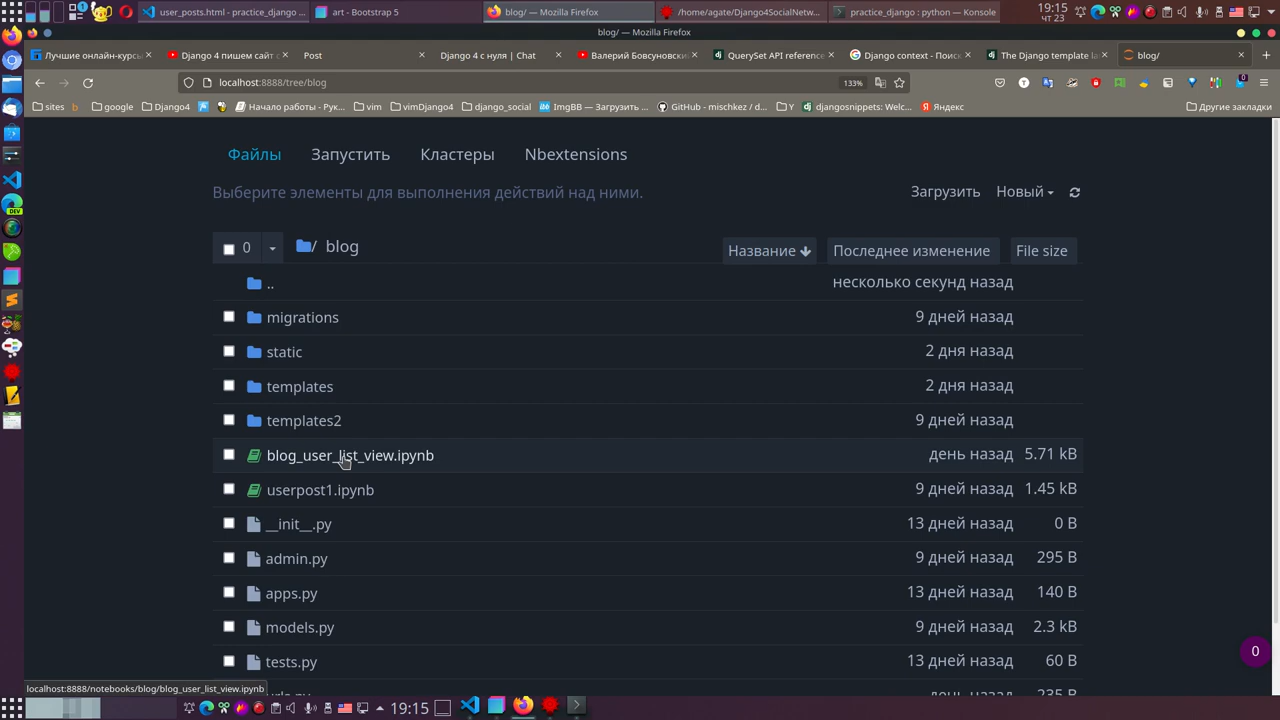 user_posts.html - practice_django ...
art - Bootstrap 5
blog/ — Mozilla Firefox
/home/agate/Django4SocialNetw...
practice_django : python — Konsole
19:15
чт 23
blog/ — Mozilla Firefox
Лучшие онлайн-курсы
Django 4 пишем сайт с
Post
Django 4 с нуля | Chat
Валерий Бовсуновски
QuerySet API reference
Django context - Поиск
The Django template la
blog/
localhost:8888/tree/blog
133%
sites
b
google
Django4
Начало работы - Рук...
vim
vimDjango4
django_social
ImgBB — Загрузить ...
GitHub - mischkez / d...
Y
djangosnippets: Welc...
Яндекс
Другие закладки
Файлы
Запустить
Кластеры
Nbextensions
Выберите элементы для выполнения действий над ними.
Загрузить
Новый
0
/ blog
Название
Последнее изменение
File size
..
несколько секунд назад
migrations
9 дней назад
static
2 дня назад
templates
2 дня назад
templates2
9 дней назад
blog_user_list_view.ipynb
день назад
5.71 kB
userpost1.ipynb
9 дней назад
1.45 kB
__init__.py
13 дней назад
0 B
admin.py
9 дней назад
295 B
apps.py
13 дней назад
140 B
models.py
9 дней назад
2.3 kB
tests.py
13 дней назад
60 B
urls.py
день назад
235 B
0
localhost:8888/notebooks/blog/blog_user_list_view.ipynb
DEV
19:15